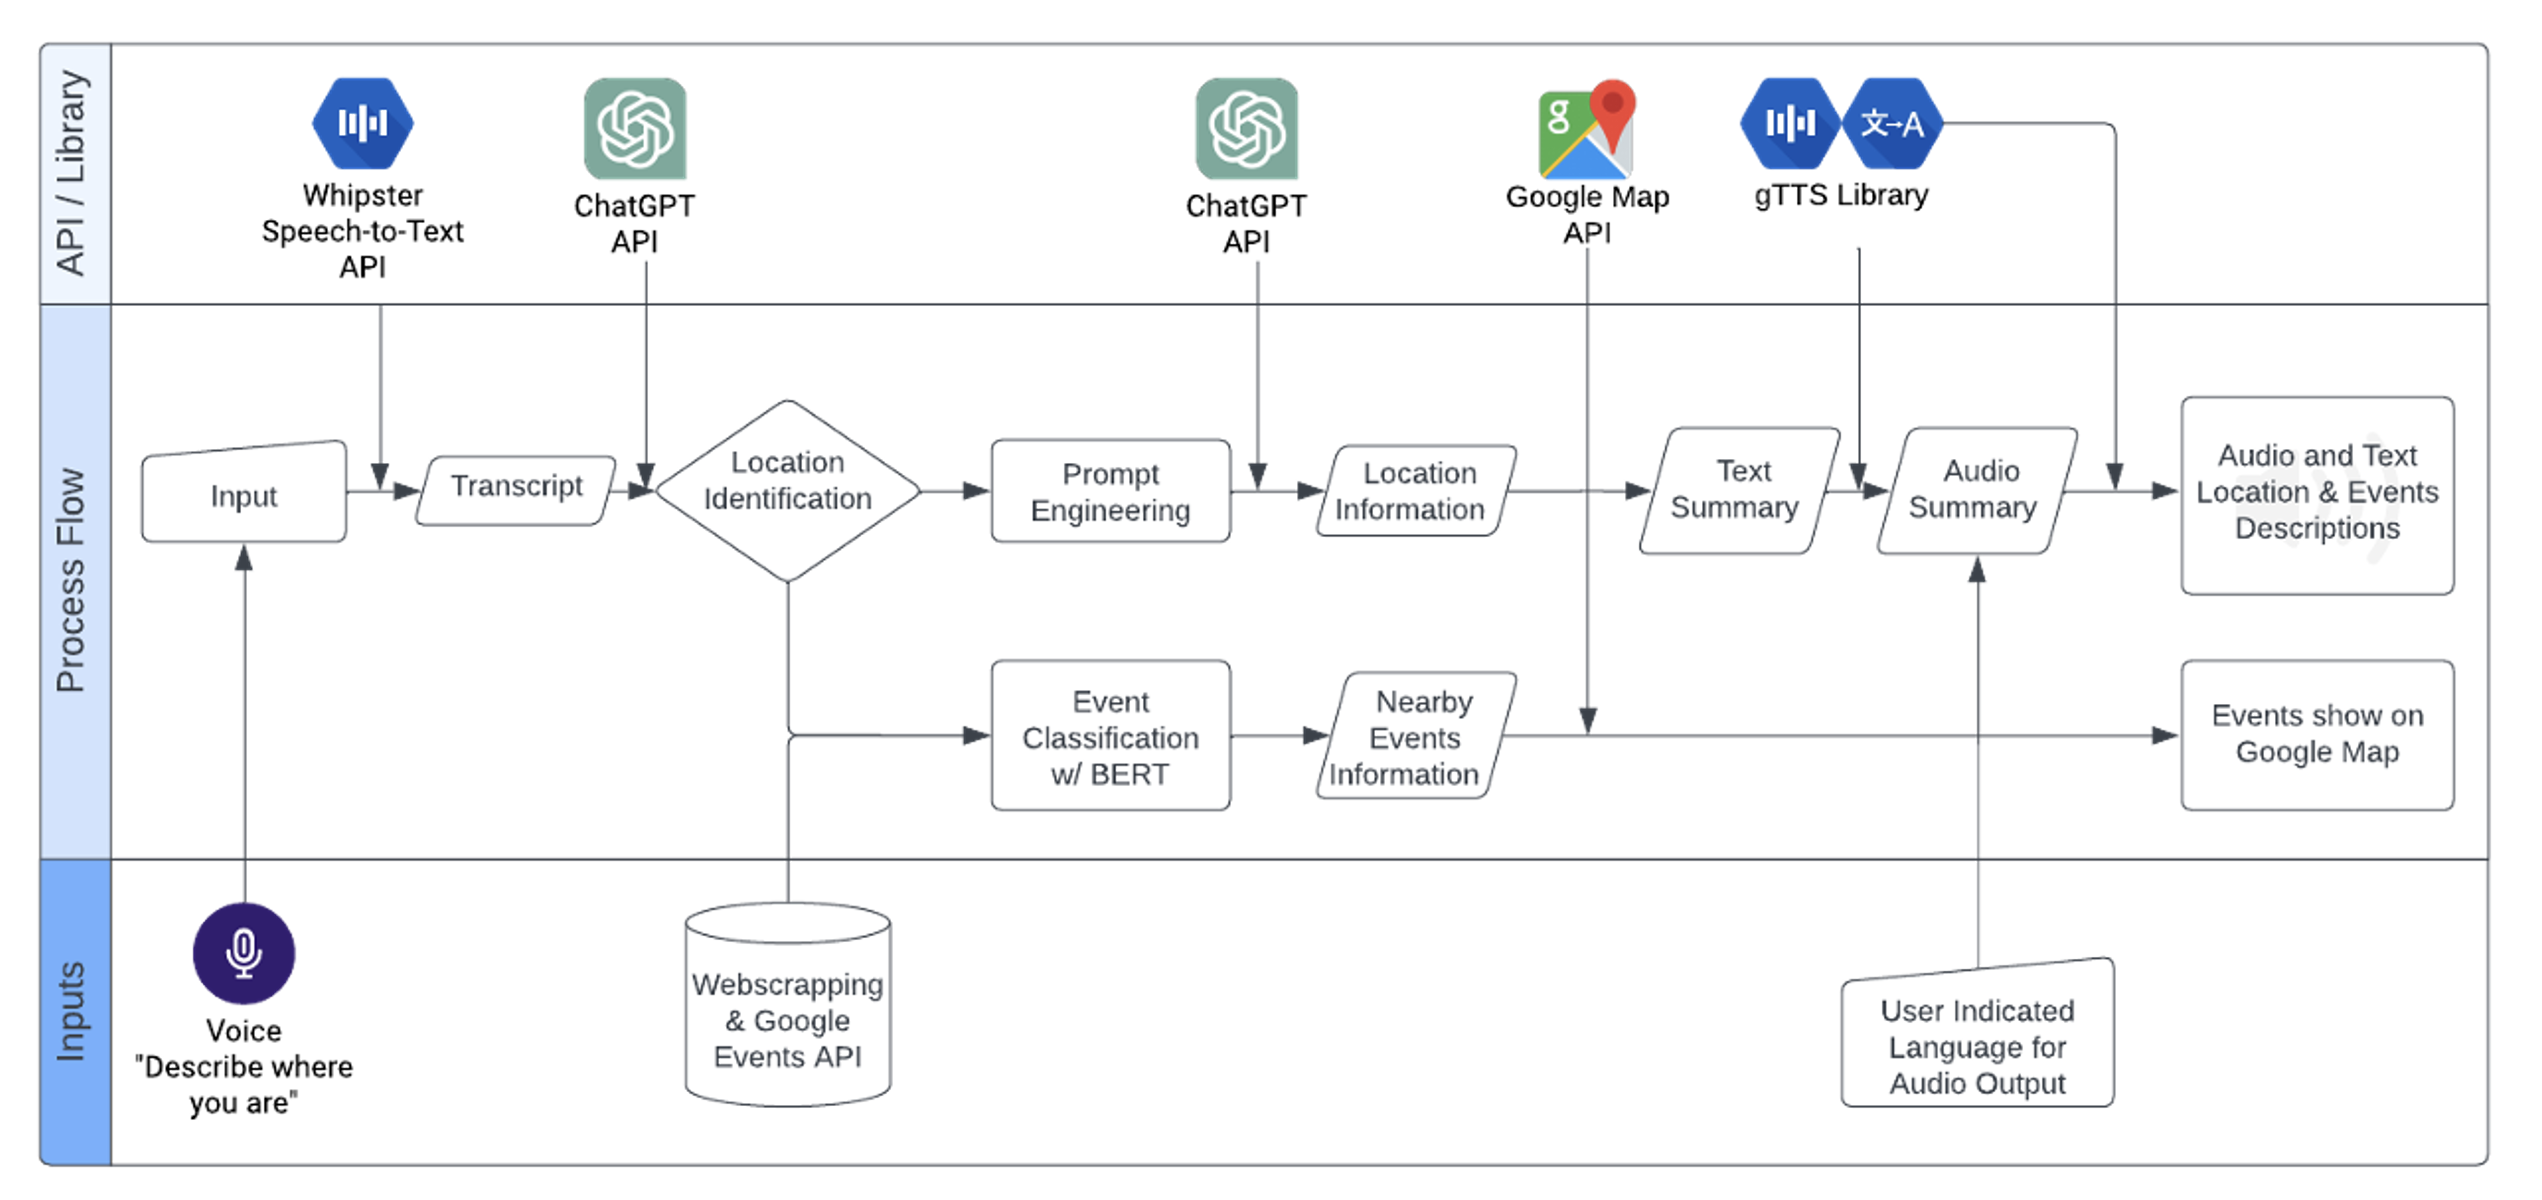 API / Library
Whipster
Speech-to-Text
API
ChatGPT
API
ChatGPT
API
g
Google Map
API
文→A
gTTS Library
Process Flow
Input
Transcript
Location
Identification
Prompt
Engineering
Location
Information
Text
Summary
Audio
Summary
Audio and Text
Location & Events
Descriptions
Event
Classification
w/ BERT
Nearby
Events
Information
Events show on
Google Map
Inputs
Voice
"Describe where
you are"
Webscrapping
& Google
Events API
User Indicated
Language for
Audio Output